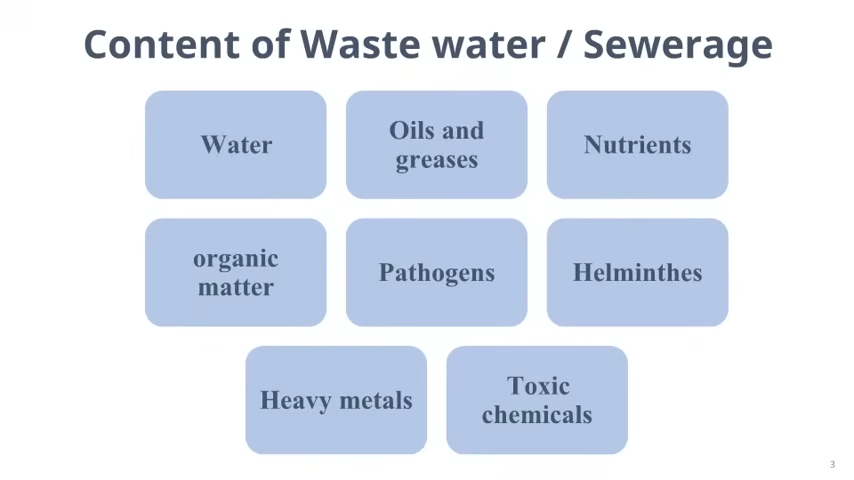 Content of Waste water / Sewerage
Water
Oils and
greases
Nutrients
organic
matter
Pathogens
Helminthes
Heavy metals
Toxic
chemicals
3